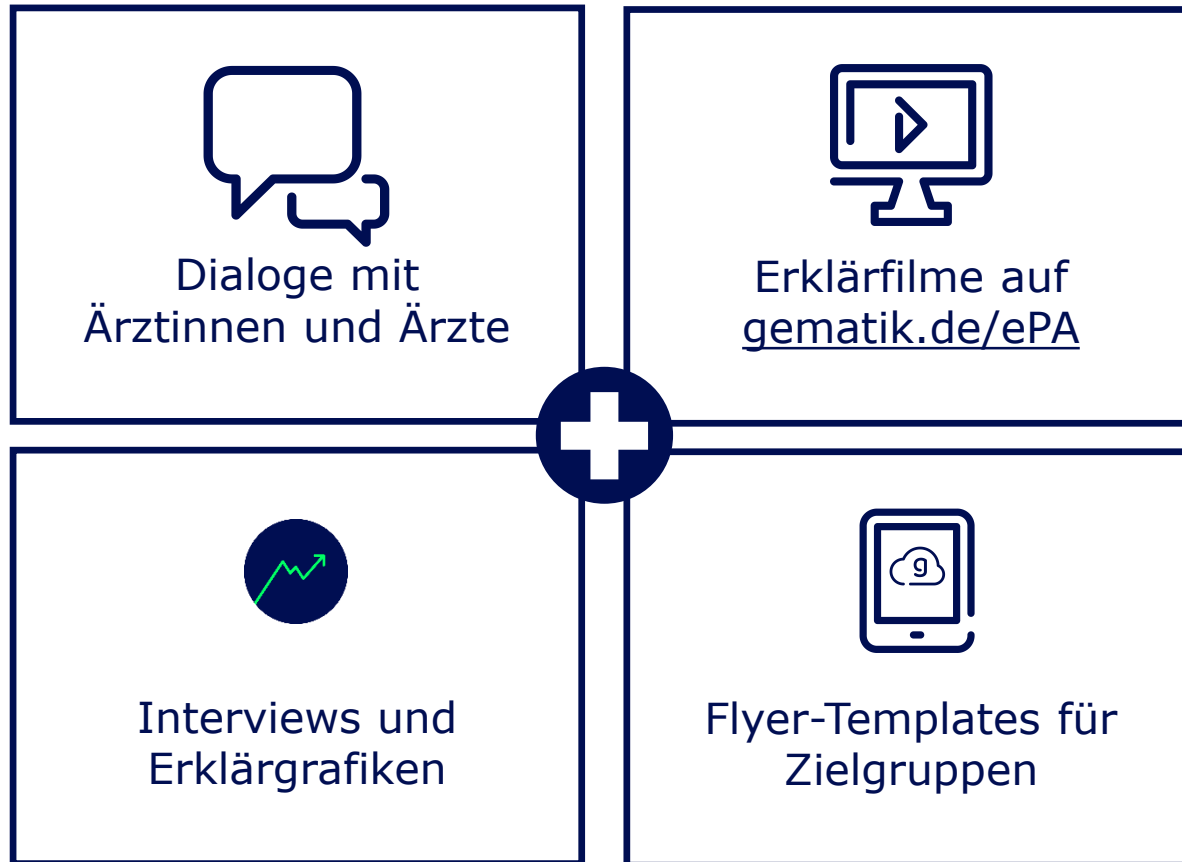 Dialoge mit
Ärztinnen und Ärzte
Erklärfilme auf
gematik.de/ePA
g
Interviews und
Erklärgrafiken
Flyer-Templates für
Zielgruppen